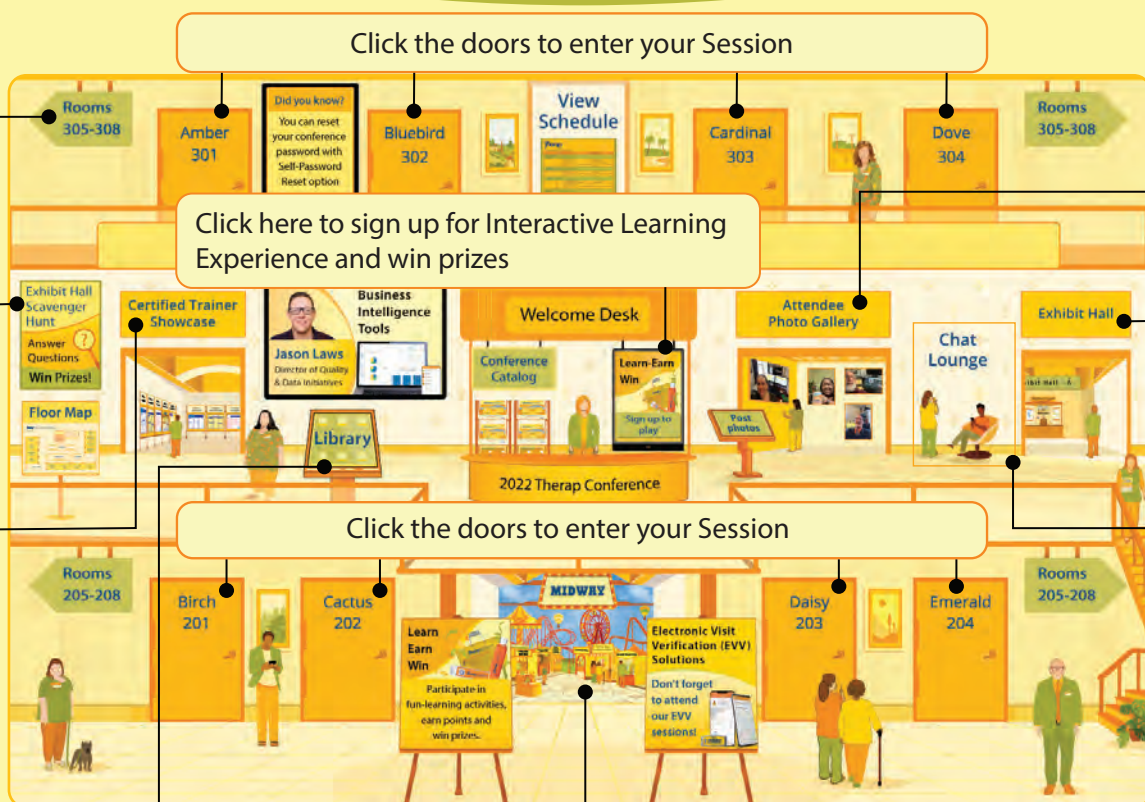 Click the doors to enter your Session
Rooms
305-308
Amber
301
Did you know?
You can reset
your conference
password with
Self-Password
Reset option
Bluebird
302
View
Schedule
Cardinal
303
Dove
304
Rooms
305-308
Click here to sign up for Interactive Learning
Experience and win prizes
Exhibit Hall
Scavenger
Hunt
Answer
Questions
?
Win Prizes!
Floor Map
Certified Trainer
Showcase
Business
Intelligence
Tools
Jason Laws
Director of Quality
& Data Initiatives
Library
Welcome Desk
Conference
Catalog
Learn-Earn
Win
Sign up to
play
2022 Therap Conference
Attendee
Photo Gallery
Post
photos
Chat
Lounge
Exhibit Hall
Click the doors to enter your Session
Rooms
205-208
Birch
201
Cactus
202
Learn
Earn
Win
Participate in
fun-learning activities,
earn points and
win prizes.
MIDWAY
Electronic Visit
Verification (EVV)
Solutions
Don't forget
to attend
our EVV
sessions!
Daisy
203
Emerald
204
Rooms
205-208